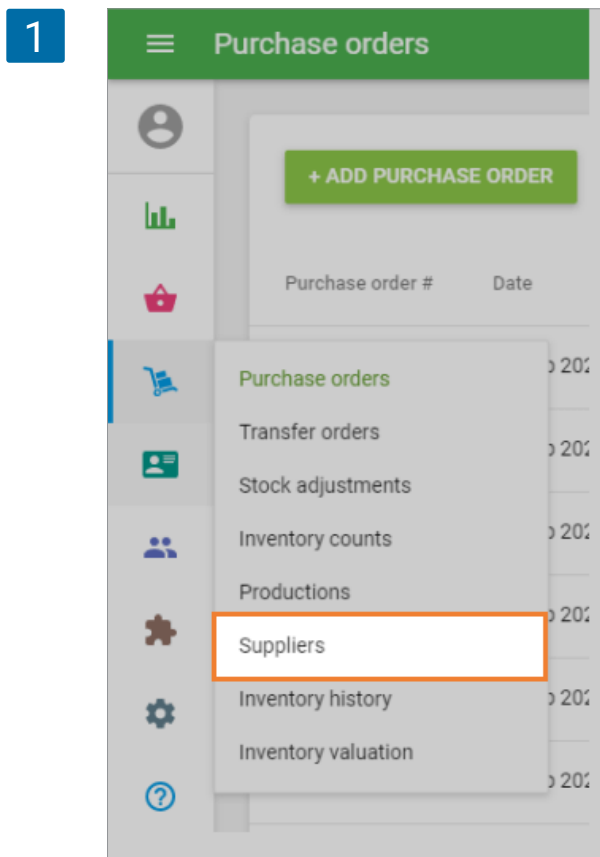 1
Purchase orders
+ ADD PURCHASE ORDER
Purchase order # Date
Purchase orders
Transfer orders
Stock adjustments
Inventory counts
Productions
Suppliers
Inventory history
Inventory valuation